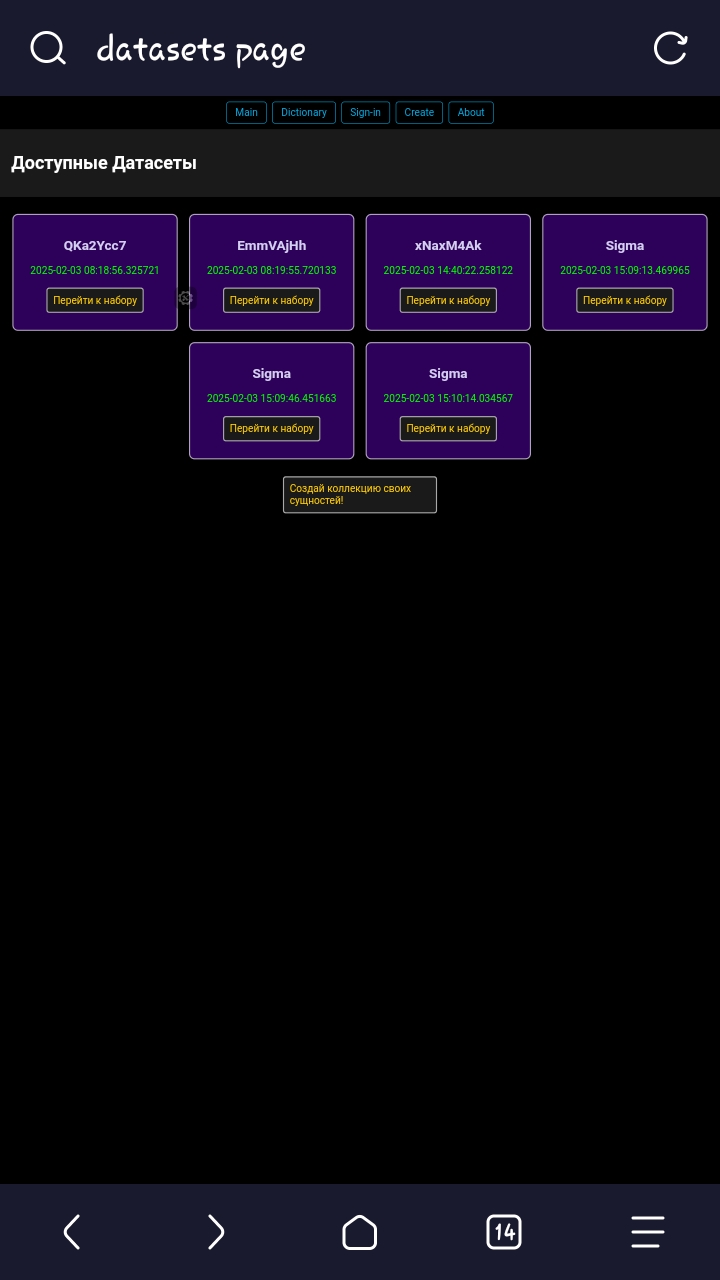 datasets page
Main Dictionary Sign-in Create About
Доступные Датасеты
QKa2Ycc7 EmmVAjHh xNaxM4Ak Sigma
2025-02-03 08:18:56.325721 2025-02-03 08:19:55.720133 2025-02-03 14:40:22.258122 2025-02-03 15:09:13.469965
Перейти к набору Перейти к набору Перейти к набору Перейти к набору
Sigma Sigma
2025-02-03 15:09:46.451663 2025-02-03 15:10:14.034567
Перейти к набору Перейти к набору
Создай коллекцию своих
сущностей!
14